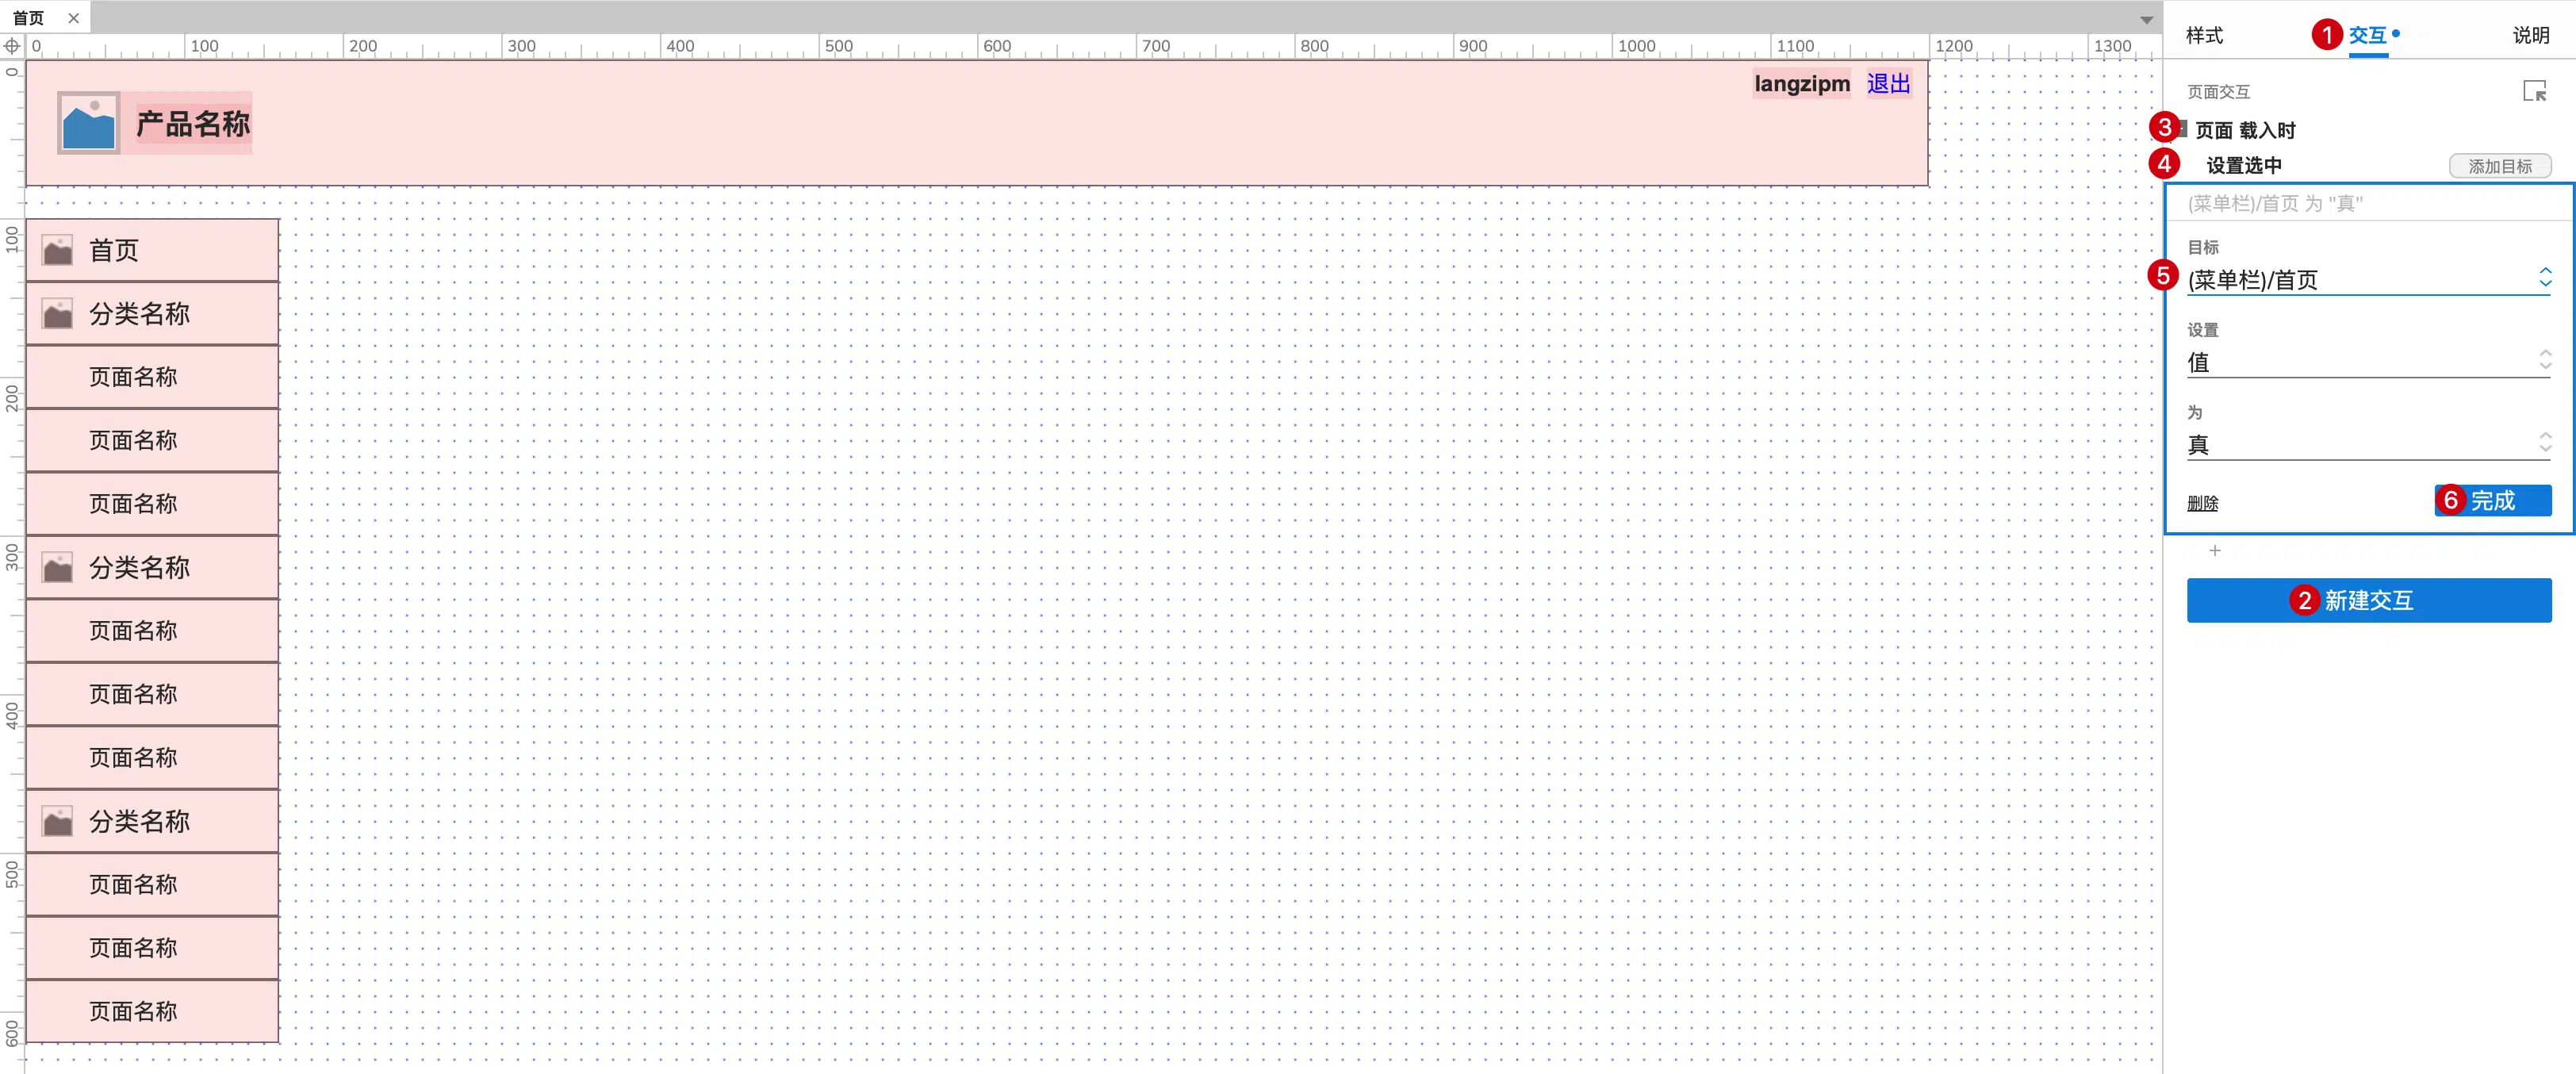 首页
0 100 200 300 400 500 600 700 800 900 1000 1100 1200 1300
0
100
200
300
400
500
600
langzipm 退出
产品名称
首页
分类名称
页面名称
页面名称
页面名称
分类名称
页面名称
页面名称
页面名称
分类名称
页面名称
页面名称
页面名称
样式 1 交互 说明
页面交互
3 页面 载入时
4 设置选中 添加目标
(菜单栏)/首页 为 "真"
目标
5 (菜单栏)/首页
设置
值
为
真
删除 6 完成
+
2 新建交互